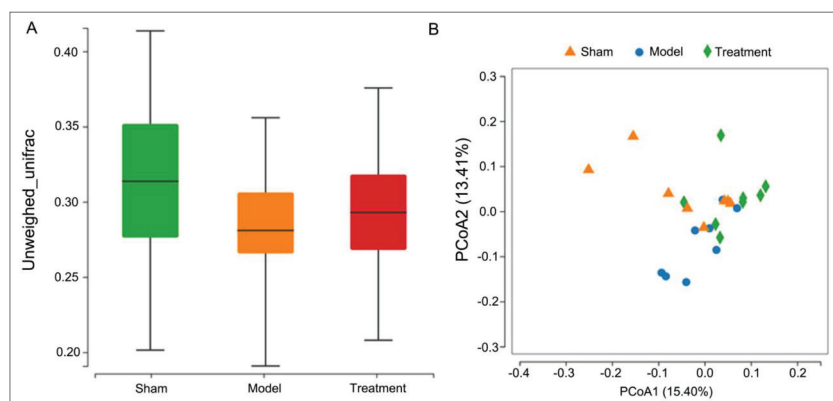 A
Unweighed_unifrac
0.40
0.35
0.30
0.25
0.20
Sham Model Treatment
B
Sham Model Treatment
PCoA2 (13.41%)
0.3
0.2
0.1
0.0
-0.1
-0.2
-0.3
-0.4 -0.3 -0.2 -0.1 0.0 0.1 0.2
PCoA1 (15.40%)